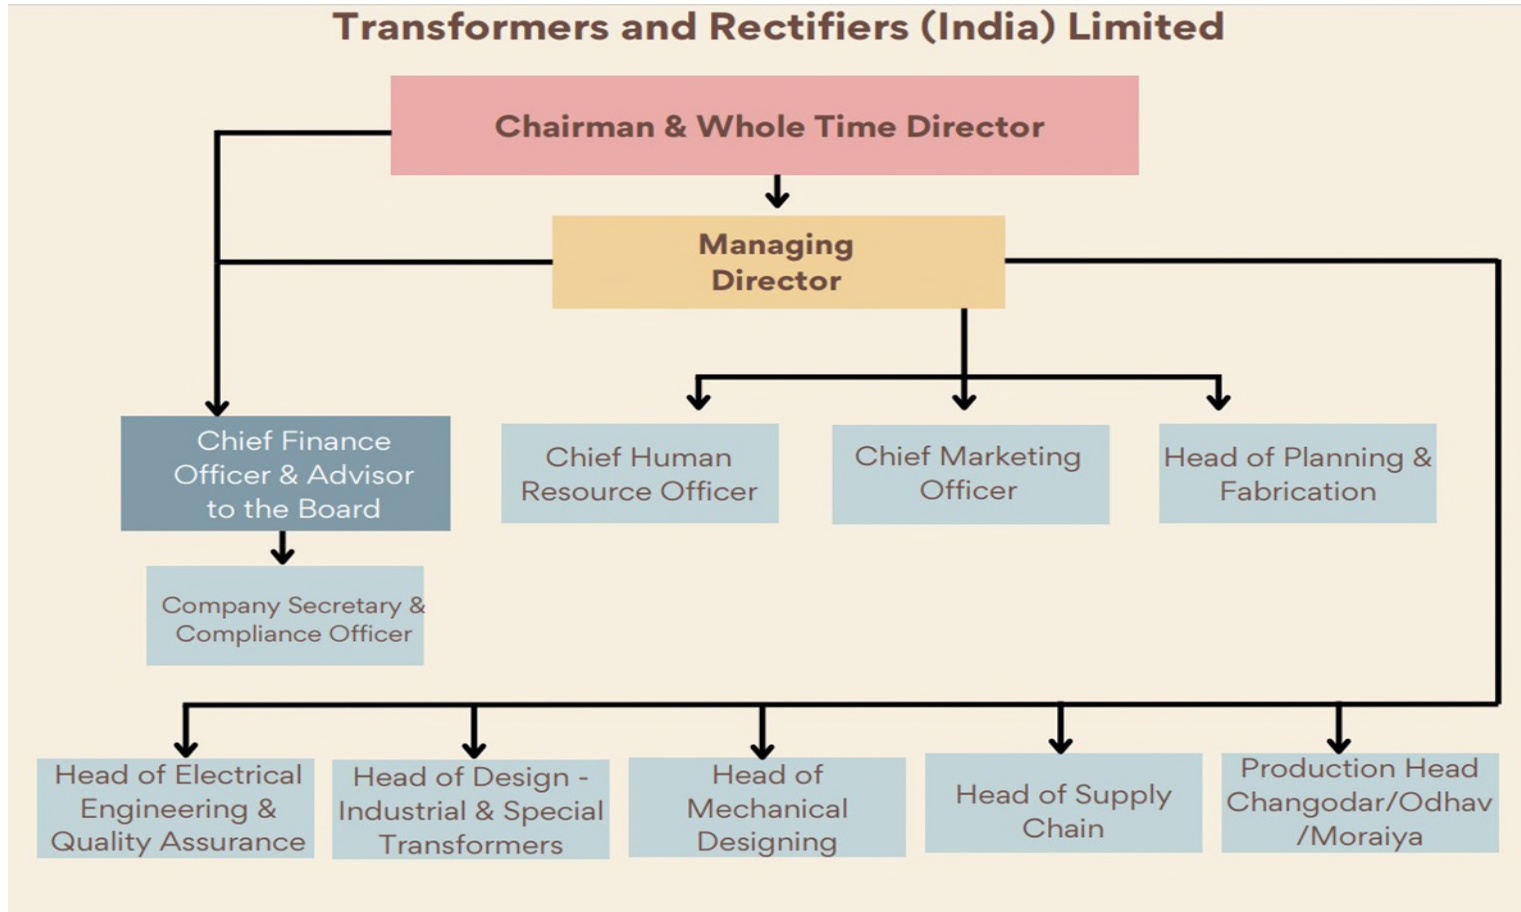 Transformers and Rectifiers (India) Limited
Chairman & Whole Time Director
Managing
Director
Chief Finance
Officer & Advisor
to the Board
Chief Human
Resource Officer
Chief Marketing
Officer
Head of Planning &
Fabrication
Company Secretary &
Compliance Officer
Head of Electrical
Engineering &
Quality Assurance
Head of Design -
Industrial & Special
Transformers
Head of
Mechanical
Designing
Head of Supply
Chain
Production Head
Changodar/Odhav
/Moraiya